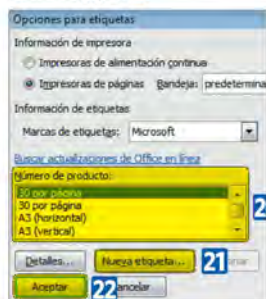 Opciones para etiquetas
Información de impresora
Impresoras de alimentación continua
Impresoras de páginas Bandeja: predetermina
Información de etiquetas
Marcas de etiquetas: Microsoft
Buscar actualizaciones de Office en línea
Número de producto:
30 por página
30 por página
A3 (horizontal)
A3 (vertical)
2
Detalles... Nueva etiqueta... 21
Aceptar 22 ancelar